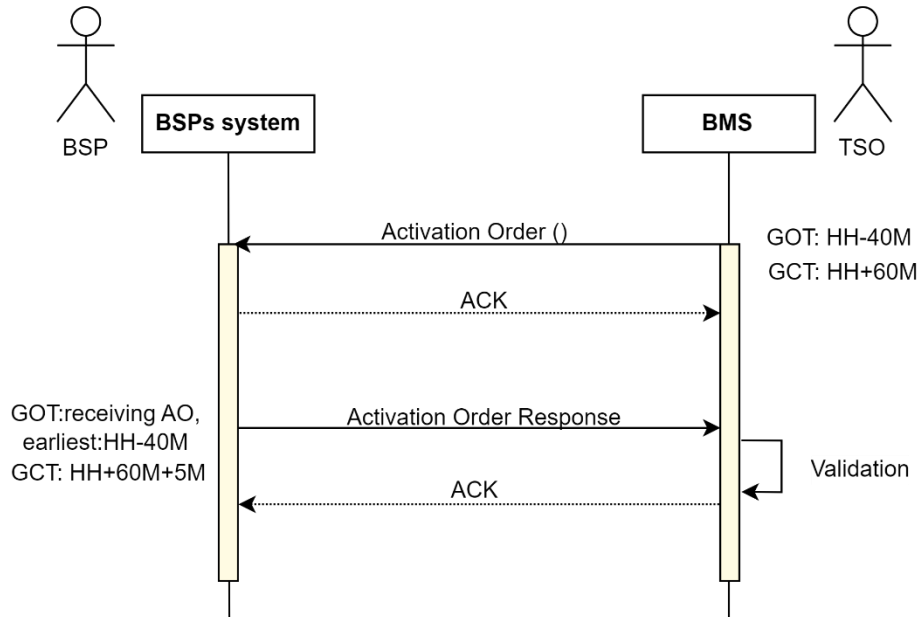 BSP
BSPs system
BMS
TSO
Activation Order ()
GOT: HH-40M
GCT: HH+60M
ACK
GOT:receiving AO,
earliest:HH-40M
GCT: HH+60M+5M
Activation Order Response
Validation
ACK